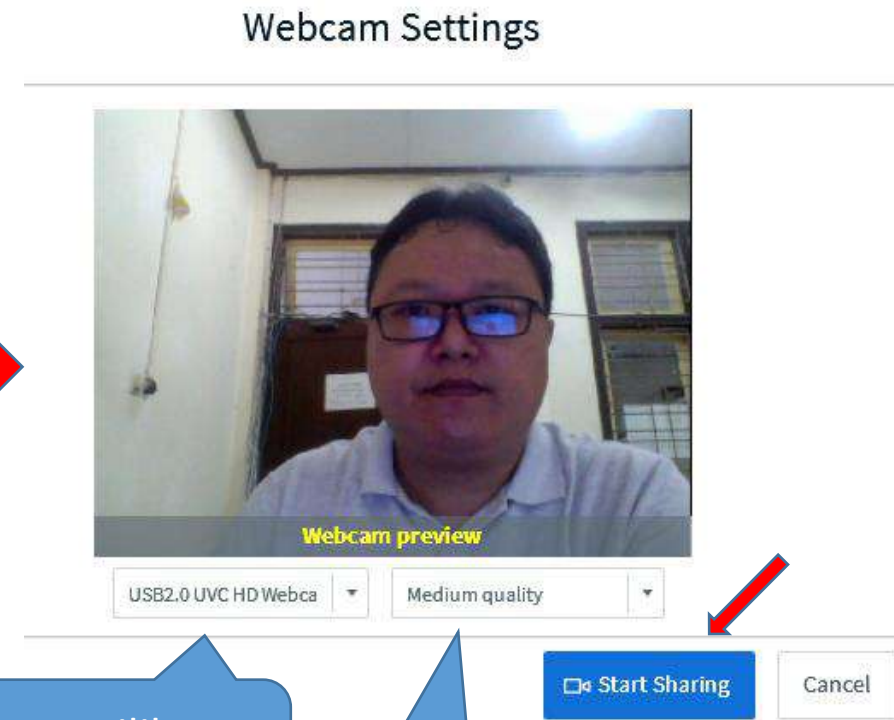 Webcam Settings
Webcam preview
USB2.0 UVC HD Webca
Medium quality
Start Sharing
Cancel